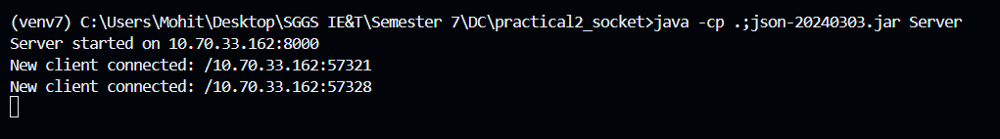 (venv7) C:\Users\Mohit\Desktop\SGGS IE&T\Semester 7\DC\practical2_socket>java -cp .;json-20240303.jar Server
Server started on 10.70.33.162:8000
New client connected: /10.70.33.162:57321
New client connected: /10.70.33.162:57328